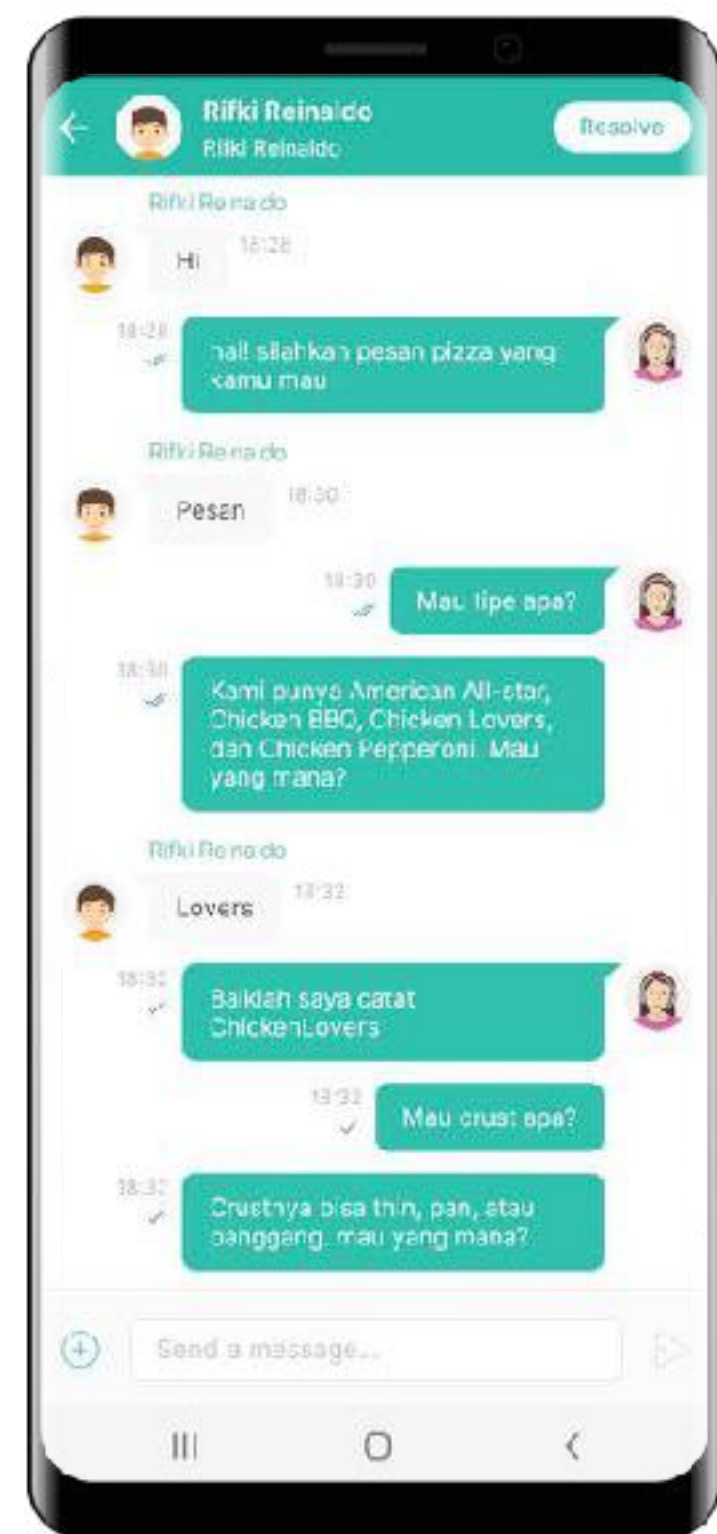 Rifki Reinaldo
Rifki Reinaldo
Resolve
Rifki Reinaldo
Hi
18:28
18:28
hai! silahkan pesan pizza yang
kamu mau
Rifki Reinaldo
Pesan
18:30
18:30
Mau tipe apa?
18:30
Kami punya American All-star,
Chicken BBQ, Chicken Lovers,
dan Chicken Pepperoni. Mau
yang mana?
Rifki Reinaldo
Lovers
18:32
18:32
Baiklah saya catat
ChickenLovers
18:32
Mau crust apa?
18:32
Crustnya bisa thin, pan, atau
panggang. mau yang mana?
Send a message...